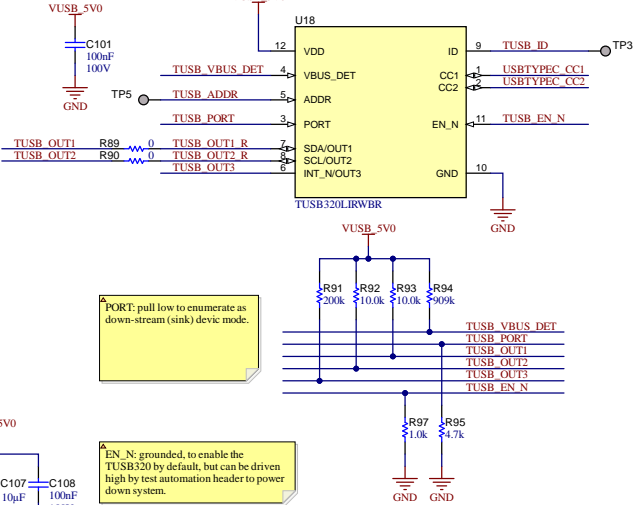 VUSB_5V0
C101
100nF
100V
GND
U18
12 VDD
ID 9 TUSB_ID
TP3
TUSB_VBUS_DET 4 VBUS_DET
CC1 1 USBTYPEC_CC1
CC2 2 USBTYPEC_CC2
TP5 TUSB_ADDR 5 ADDR
TUSB_PORT 3 PORT
EN_N 11 TUSB_EN_N
TUSB_OUT1 R89 0 TUSB_OUT1_R 7 SDA/OUT1
TUSB_OUT2 R90 0 TUSB_OUT2_R 8 SCL/OUT2
TUSB_OUT3 6 INT_N/OUT3
GND 10
TUSB320LIRWBR
GND
VUSB_5V0
R91 R92 R93 R94
200k 10.0k 10.0k 909k
PORT: pull low to enumerate as
down-stream (sink) devic mode.
TUSB_VBUS_DET
TUSB_PORT
TUSB_OUT1
TUSB_OUT2
TUSB_OUT3
TUSB_EN_N
R97 R95
1.0k 4.7k
GND GND
5V0
C107 C108
10µF 100nF
EN_N: grounded, to enable the
TUSB320 by default, but can be driven
high by test automation header to power
down system.